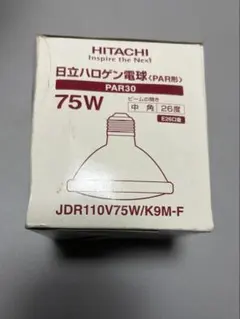 HITACHI
Inspire the Next
日立ハロゲン電球〈PAR形〉
PAR30
75W
ビームの開き
中 角 26度
E26口金
JDR110V75W/K9M-F